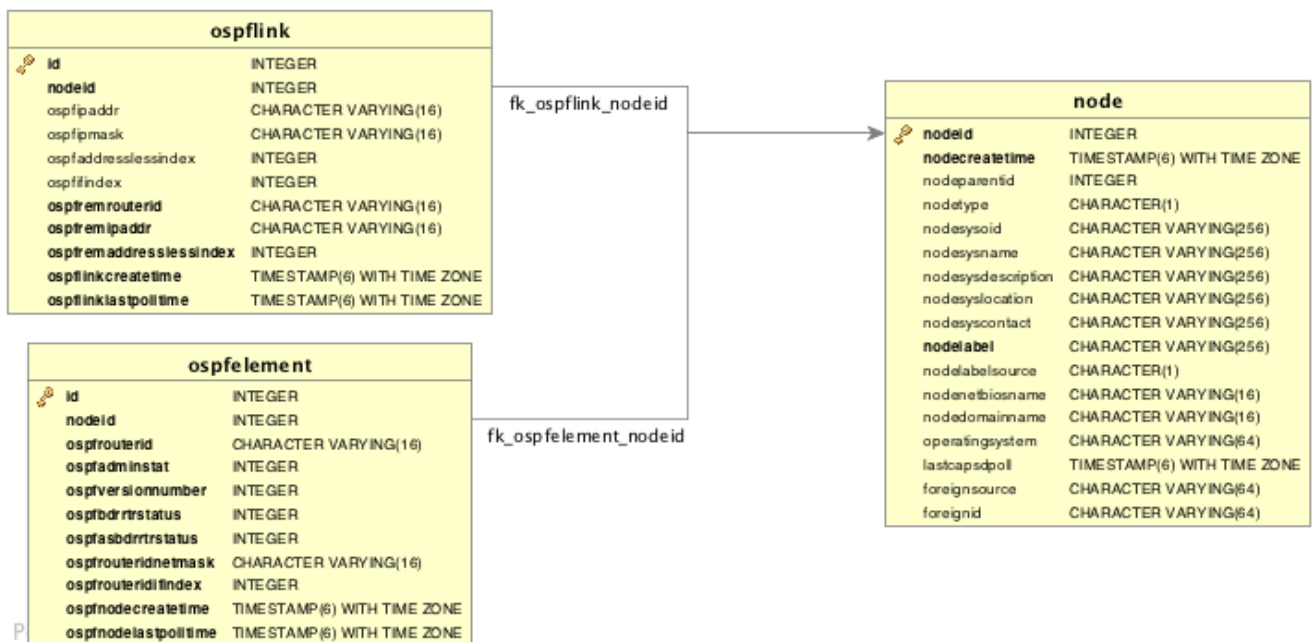 ospflink
id INTEGER
nodeid INTEGER
ospfipaddr CHARACTER VARYING(16)
ospfipmask CHARACTER VARYING(16)
ospfaddresslessindex INTEGER
ospfifindex INTEGER
ospfremrouterid CHARACTER VARYING(16)
ospfremipaddr CHARACTER VARYING(16)
ospfremaddresslessindex INTEGER
ospflinkcreatetime TIMESTAMP(6) WITH TIME ZONE
ospflinklastpolltime TIMESTAMP(6) WITH TIME ZONE
fk_ospflink_nodeid
ospfelement
id INTEGER
nodeid INTEGER
ospfrouterid CHARACTER VARYING(16)
ospfadminstat INTEGER
ospfversionnumber INTEGER
ospfbdrrtrstatus INTEGER
ospfasbdrrtrstatus INTEGER
ospfrouteridnetmask CHARACTER VARYING(16)
ospfrouteridifindex INTEGER
ospfnodecreatetime TIMESTAMP(6) WITH TIME ZONE
ospfnodelastpolltime TIMESTAMP(6) WITH TIME ZONE
fk_ospfelement_nodeid
node
nodeid INTEGER
nodecreatetime TIMESTAMP(6) WITH TIME ZONE
nodeparentid INTEGER
nodetype CHARACTER(1)
nodesysoid CHARACTER VARYING(256)
nodesysname CHARACTER VARYING(256)
nodesysdescription CHARACTER VARYING(256)
nodesyslocation CHARACTER VARYING(256)
nodesyscontact CHARACTER VARYING(256)
nodelabel CHARACTER VARYING(256)
nodelabelsource CHARACTER(1)
nodenetbiosname CHARACTER VARYING(16)
nodedomainname CHARACTER VARYING(16)
operatingsystem CHARACTER VARYING(64)
lastcapsdpoll TIMESTAMP(6) WITH TIME ZONE
foreignsource CHARACTER VARYING(64)
foreignid CHARACTER VARYING(64)